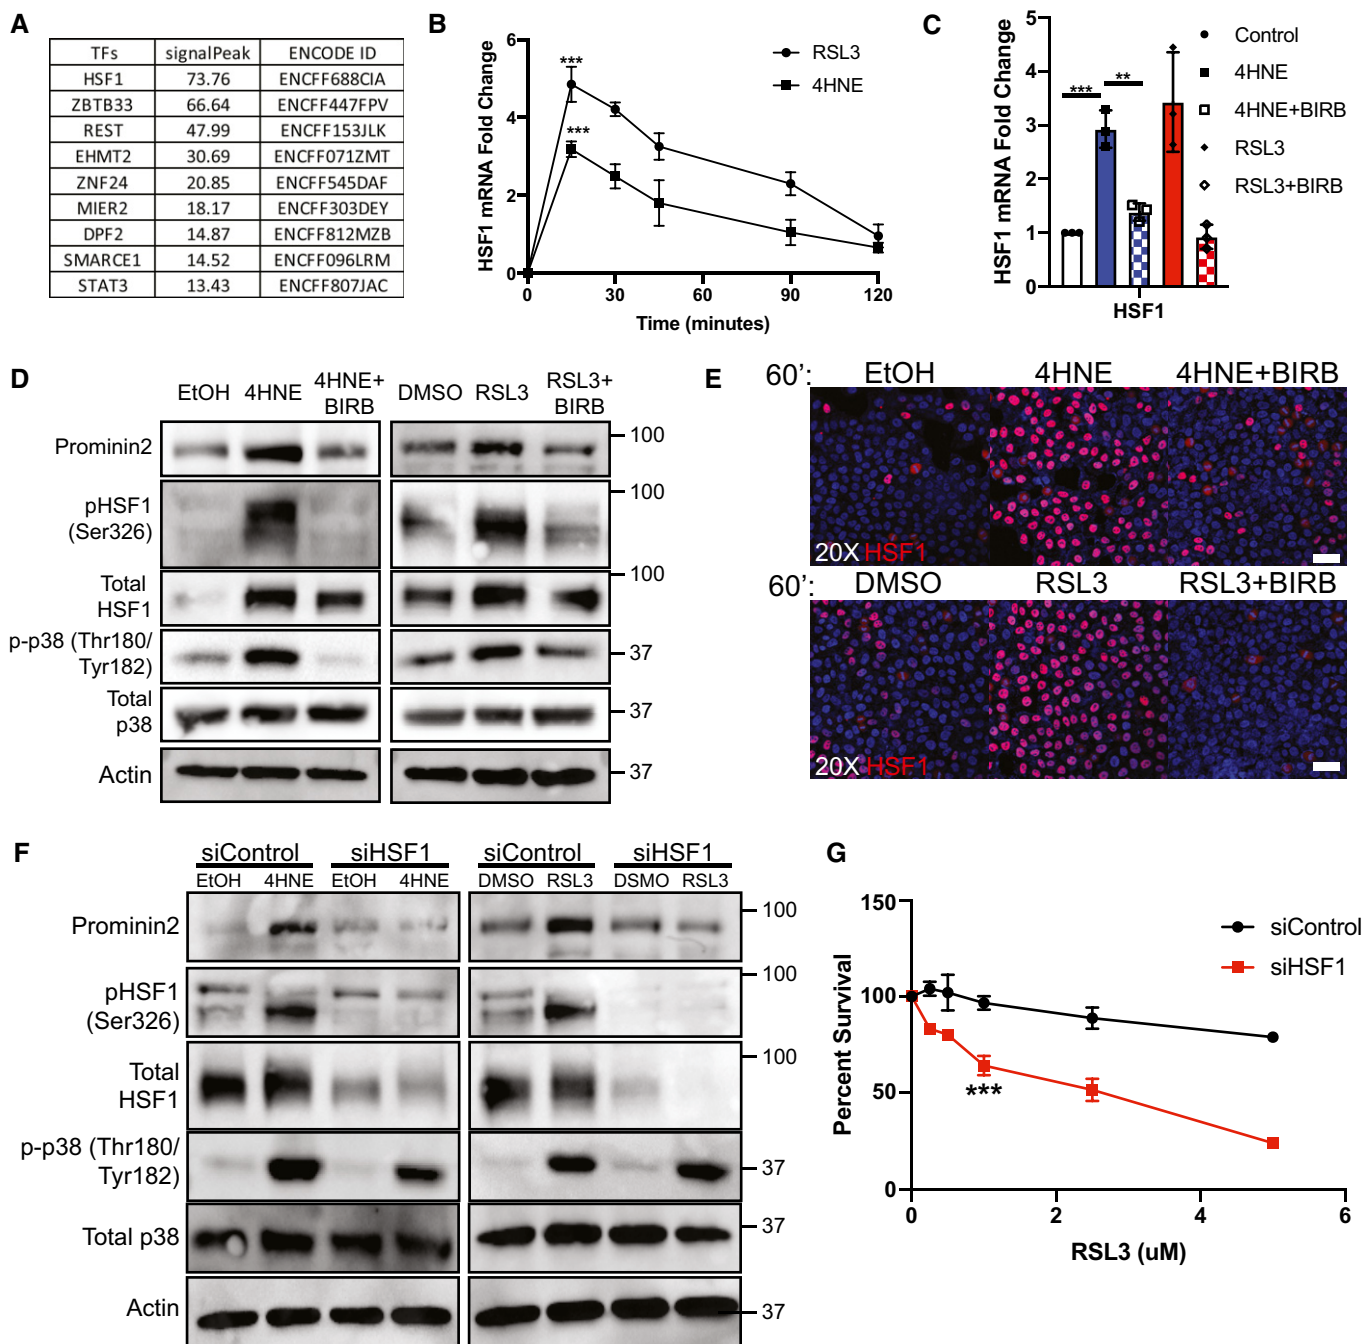 A
TFs signalPeak ENCODE ID
HSF1 73.76 ENCFF688CIA
ZBTB33 66.64 ENCFF447FPV
REST 47.99 ENCFF153JLK
EHMT2 30.69 ENCFF071ZMT
ZNF24 20.85 ENCFF545DAF
MIER2 18.17 ENCFF303DEY
DPF2 14.87 ENCFF812MZB
SMARCE1 14.52 ENCFF096LRM
STAT3 13.43 ENCFF807JAC
B
HSF1 mRNA Fold Change
6
4
2
0
0 30 60 90 120
Time (minutes)
***
***
RSL3
4HNE
C
HSF1 mRNA Fold Change
5
4
3
2
1
0
*** **
HSF1
Control
4HNE
4HNE+BIRB
RSL3
RSL3+BIRB
D
EtOH 4HNE 4HNE+
BIRB
DMSO RSL3 RSL3+
BIRB
Prominin2
100
pHSF1
(Ser326)
100
Total
HSF1
100
p-p38 (Thr180/
Tyr182)
37
Total
p38
37
Actin
37
E
60': EtOH 4HNE 4HNE+BIRB
20X HSF1
60': DMSO RSL3 RSL3+BIRB
20X HSF1
F
siControl siHSF1 siControl siHSF1
EtOH 4HNE EtOH 4HNE DMSO RSL3 DSMO RSL3
Prominin2
100
pHSF1
(Ser326)
100
Total
HSF1
100
p-p38 (Thr180/
Tyr182)
37
Total p38
37
Actin
37
G
Percent Survival
150
100
50
0
0 2 4 6
RSL3 (uM)
***
siControl
siHSF1